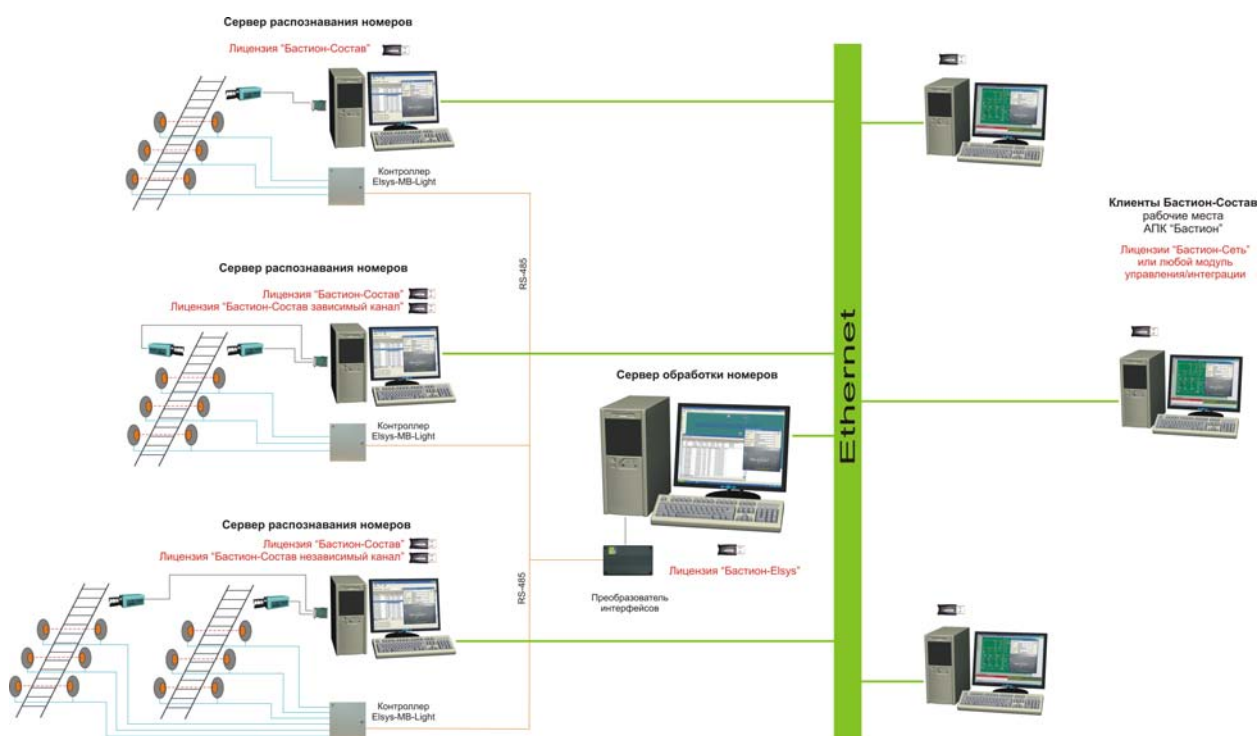 Сервер распознавания номеров
Лицензия “Бастион-Состав”
Контроллер
Elsys-MB-Light
RS-485
Сервер распознавания номеров
Лицензия “Бастион-Состав”
Лицензия “Бастион-Состав зависимый канал”
Контроллер
Elsys-MB-Light
Сервер распознавания номеров
Лицензия “Бастион-Состав”
Лицензия “Бастион-Состав независимый канал”
RS-485
Контроллер
Elsys-MB-Light
Сервер обработки номеров
Лицензия “Бастион-Elsys”
Преобразователь
интерфейсов
Ethernet
Клиенты Бастион-Состав
рабочие места
АПК “Бастион”
Лицензии “Бастион-Сеть”
или любой модуль
управления/интеграции